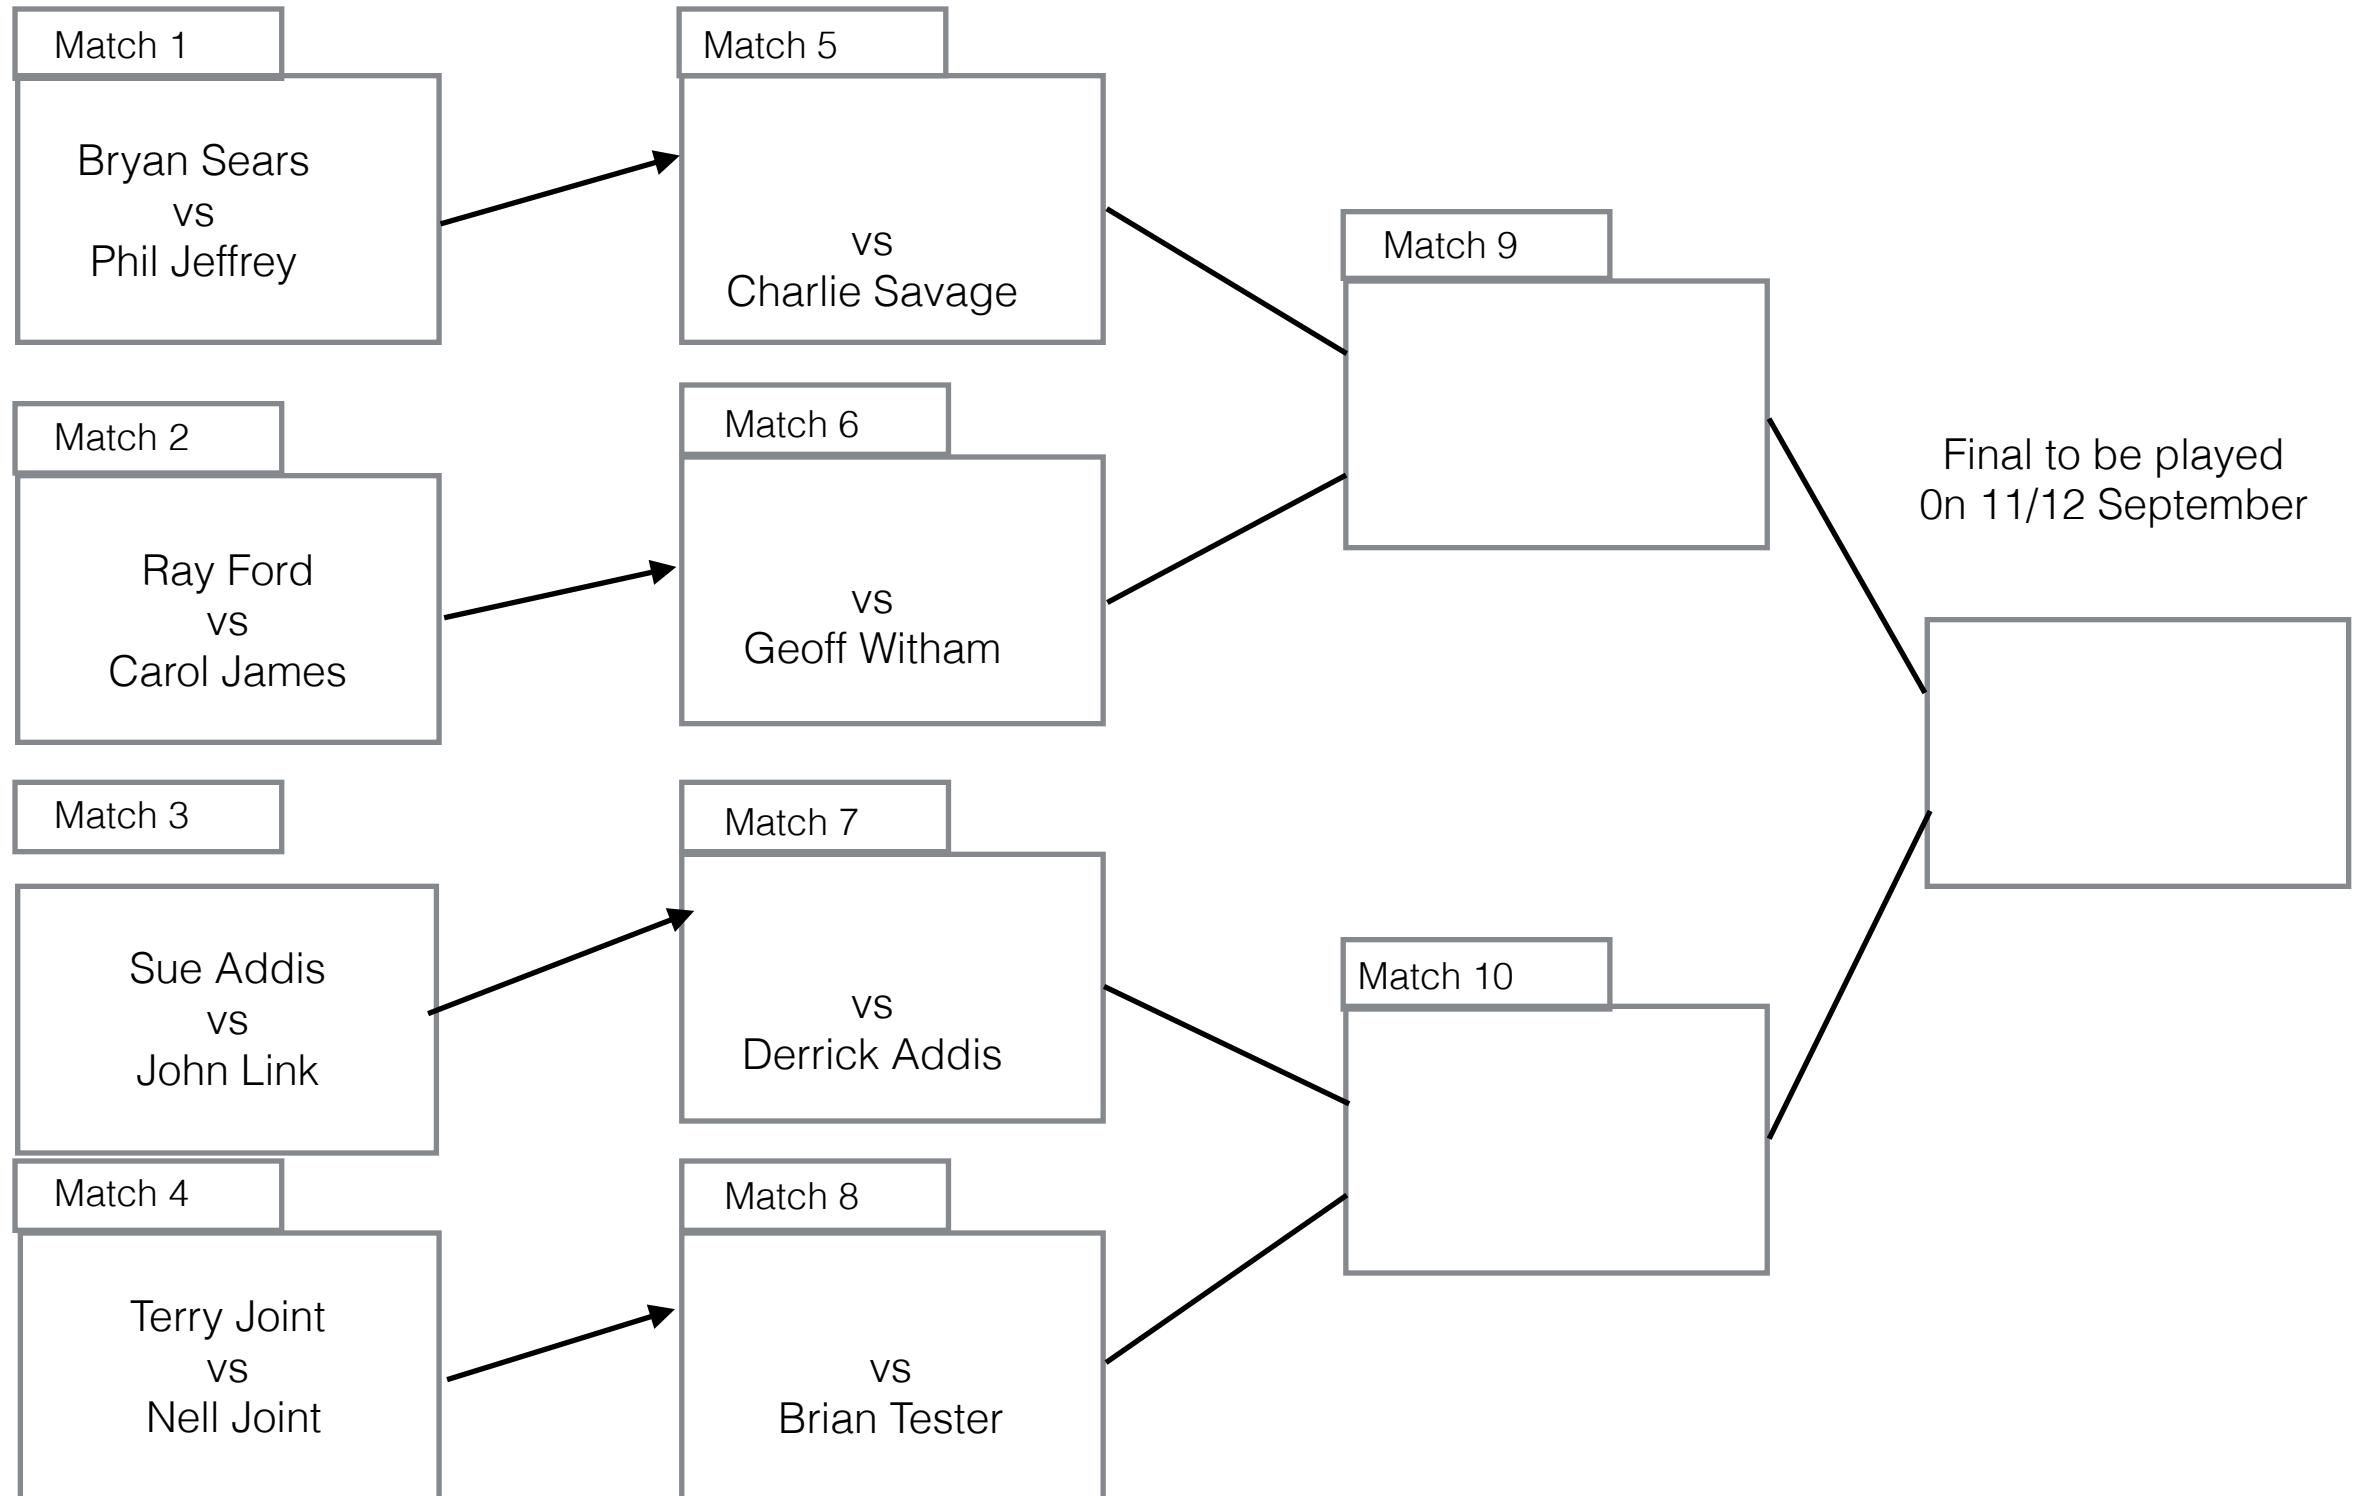 Match 1
Bryan Sears
vs
Phil Jeffrey
Match 2
Ray Ford
vs
Carol James
Match 3
Sue Addis
vs
John Link
Match 4
Terry Joint
vs
Nell Joint
Match 5
vs
Charlie Savage
Match 6
vs
Geoff Witham
Match 7
vs
Derrick Addis
Match 8
vs
Brian Tester
Match 9
Match 10
Final to be played
0n 11/12 September